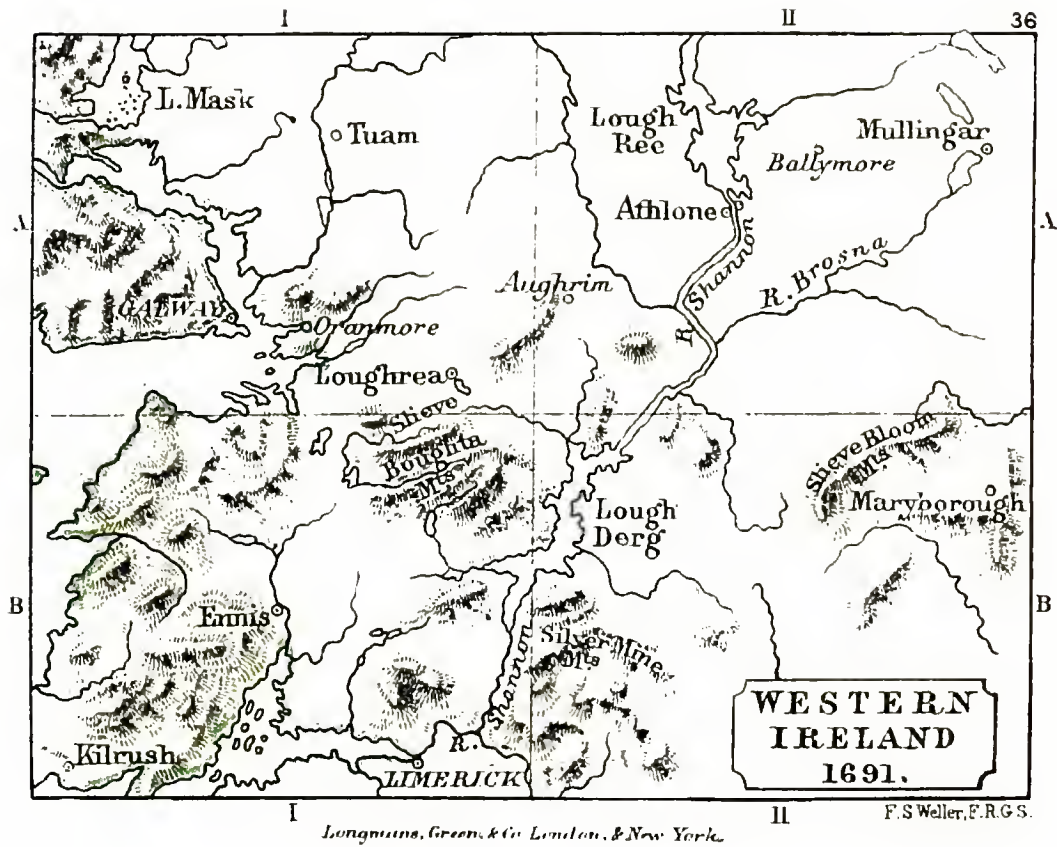 I
II
36
L. Mask
Tuam
Lough
Ree
Mullingar
Ballymore
A
Athlone
A
R. Shannon
R. Brosna
Aughrim
GALWAY
Oranmore
Loughrea
Slieve
Boughta
Mts
Slieve Bloom
Mts
Maryborough
Lough
Derg
B
Ennis
B
Silver Mine
Mts
R. Shannon
Kilrush
LIMERICK
WESTERN
IRELAND
1691.
I
II
F. S Weller, F.R.G.S.
Longmans, Green, & Co. London, & New York.